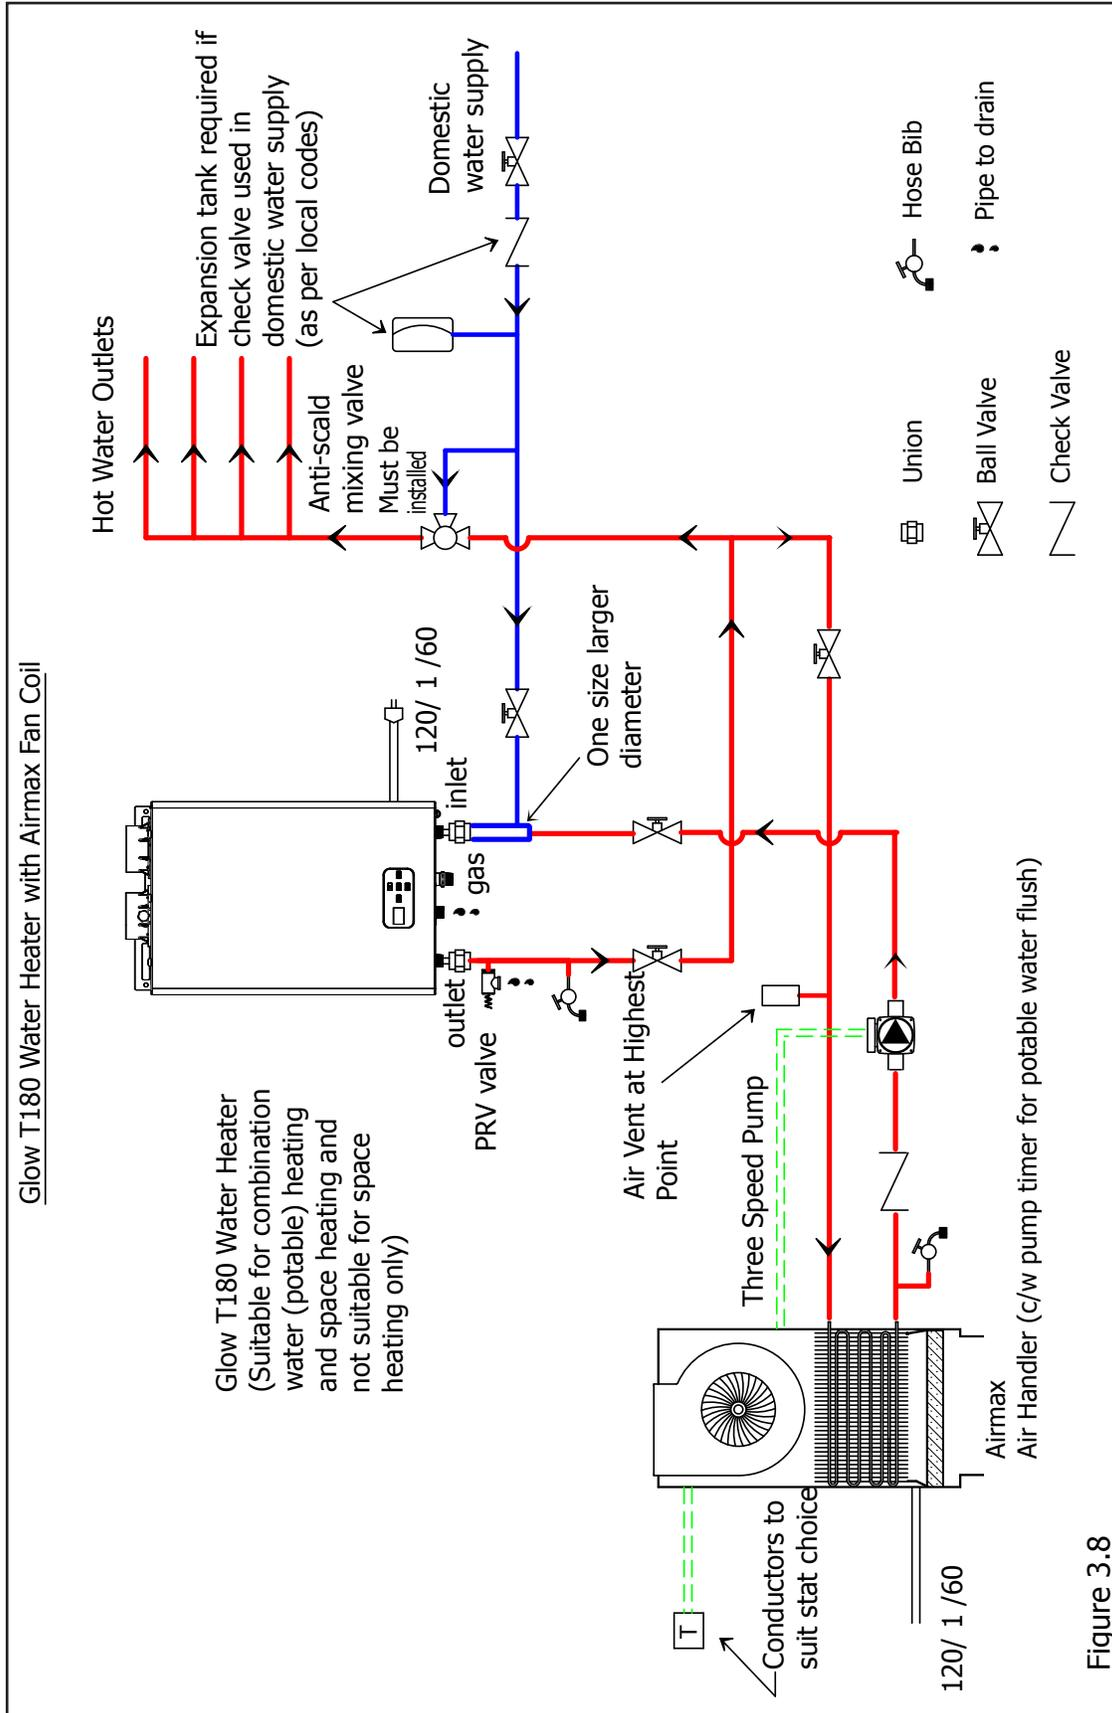 Glow T180 Water Heater with Airmax Fan Coil
Hot Water Outlets
Expansion tank required if
check valve used in
domestic water supply
(as per local codes)
Anti-scald
mixing valve
Must be
installed
Domestic
water supply
120/ 1 /60
inlet
gas
outlet
One size larger
diameter
Glow T180 Water Heater
(Suitable for combination
water (potable) heating
and space heating and
not suitable for space
heating only)
PRV valve
Air Vent at Highest
Point
Three Speed Pump
T
Conductors to
suit stat choice
120/ 1 /60
Airmax
Air Handler (c/w pump timer for potable water flush)
Union
Hose Bib
Ball Valve
Pipe to drain
Check Valve
Figure 3.8